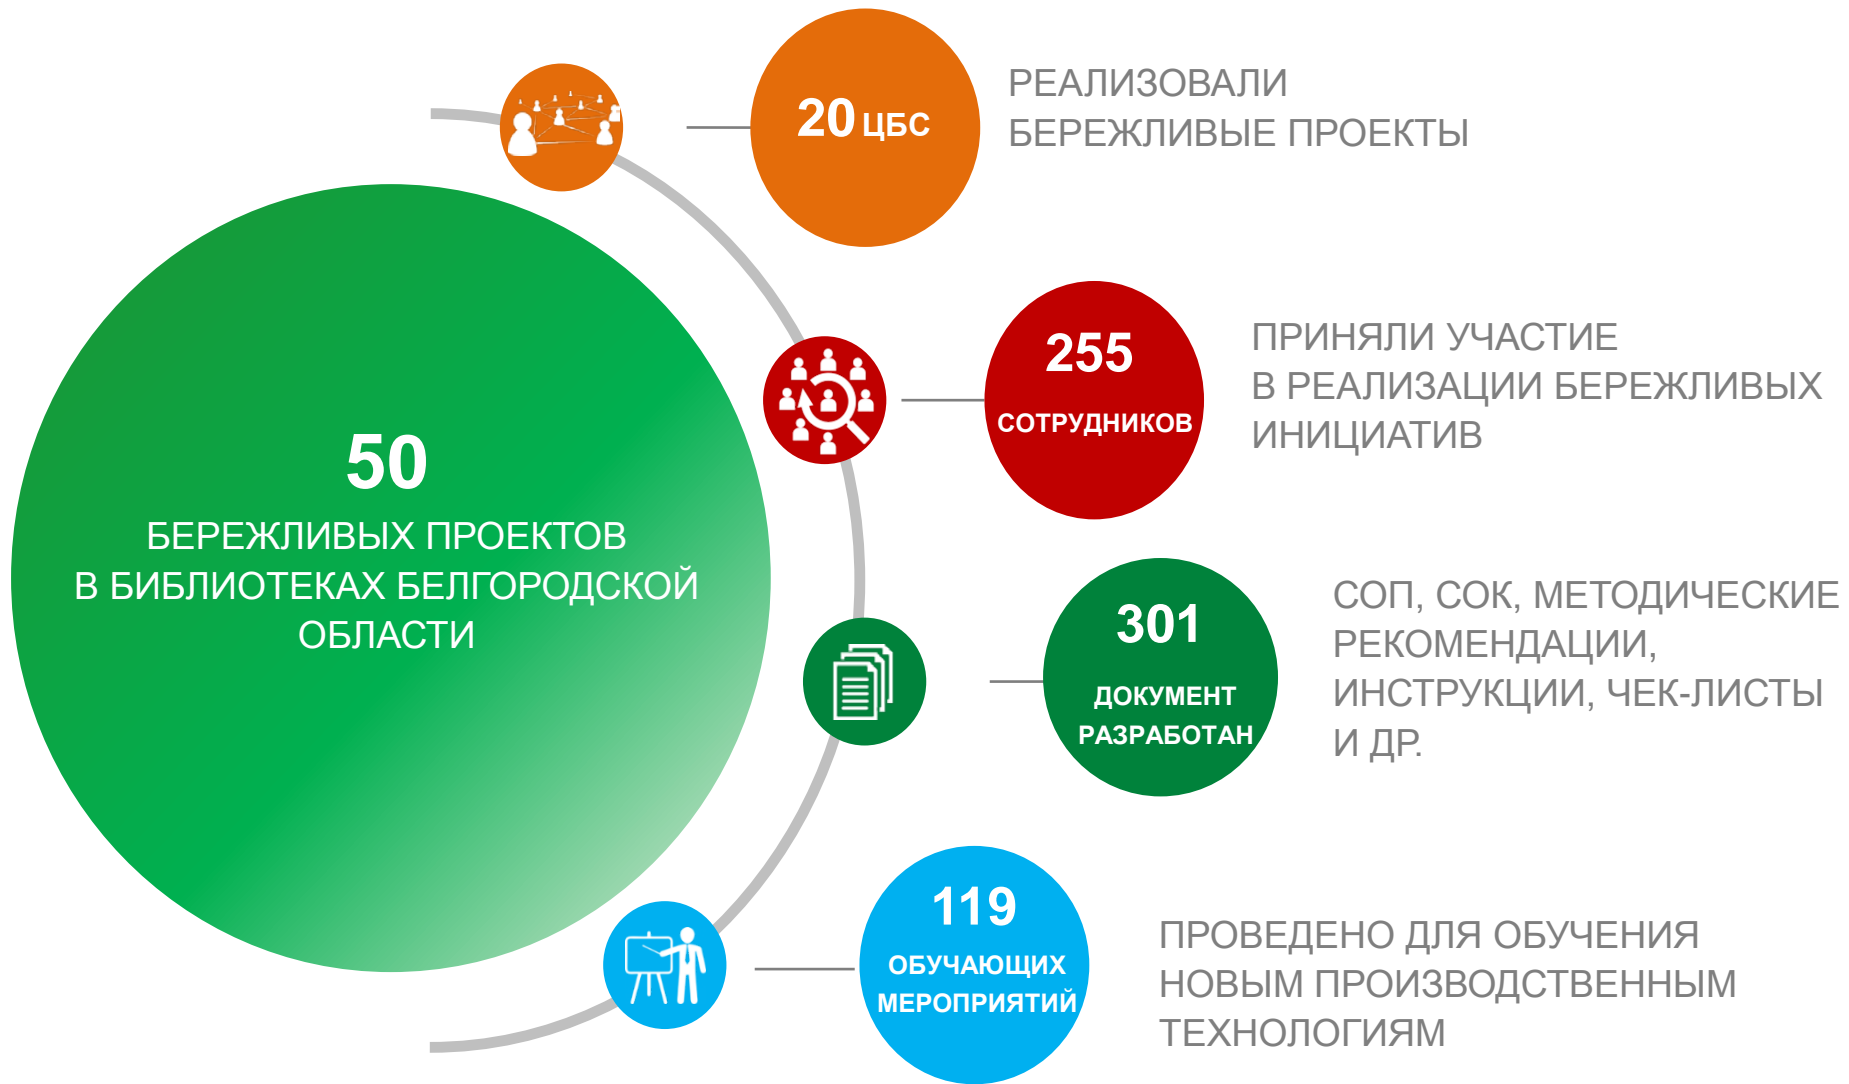 50
БЕРЕЖЛИВЫХ ПРОЕКТОВ
В БИБЛИОТЕКАХ БЕЛГОРОДСКОЙ
ОБЛАСТИ
20 ЦБС
РЕАЛИЗОВАЛИ
БЕРЕЖЛИВЫЕ ПРОЕКТЫ
255
СОТРУДНИКОВ
ПРИНЯЛИ УЧАСТИЕ
В РЕАЛИЗАЦИИ БЕРЕЖЛИВЫХ
ИНИЦИАТИВ
301
ДОКУМЕНТ
РАЗРАБОТАН
СОП, СОК, МЕТОДИЧЕСКИЕ
РЕКОМЕНДАЦИИ,
ИНСТРУКЦИИ, ЧЕК-ЛИСТЫ
И ДР.
119
ОБУЧАЮЩИХ
МЕРОПРИЯТИЙ
ПРОВЕДЕНО ДЛЯ ОБУЧЕНИЯ
НОВЫМ ПРОИЗВОДСТВЕННЫМ
ТЕХНОЛОГИЯМ